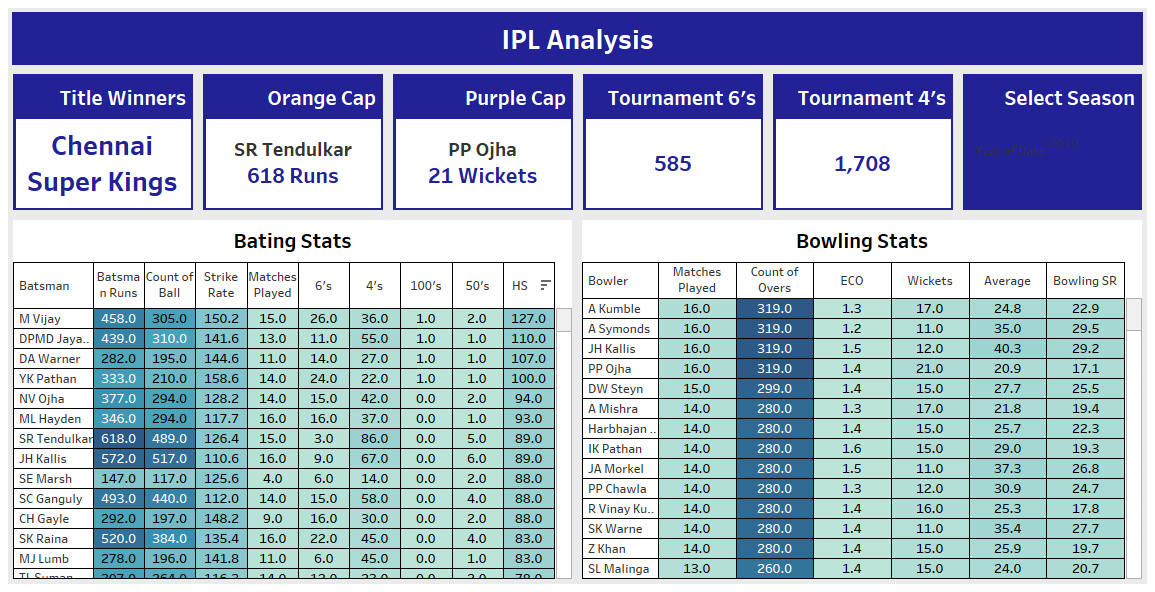 IPL Analysis
Title Winners
Chennai
Super Kings
Orange Cap
SR Tendulkar
618 Runs
Purple Cap
PP Ojha
21 Wickets
Tournament 6’s
585
Tournament 4’s
1,708
Select Season
Bating Stats
Batsman Batsma n Runs Count of Ball Strike Rate Matches Played 6’s 4’s 100’s 50’s HS
M Vijay 458.0 305.0 150.2 15.0 26.0 36.0 1.0 2.0 127.0
DPMD Jaya.. 439.0 310.0 141.6 13.0 11.0 55.0 1.0 1.0 110.0
DA Warner 282.0 195.0 144.6 11.0 14.0 27.0 1.0 1.0 107.0
YK Pathan 333.0 210.0 158.6 14.0 24.0 22.0 1.0 1.0 100.0
NV Ojha 377.0 294.0 128.2 14.0 15.0 42.0 0.0 2.0 94.0
ML Hayden 346.0 294.0 117.7 16.0 16.0 37.0 0.0 1.0 93.0
SR Tendulkar 618.0 489.0 126.4 15.0 3.0 86.0 0.0 5.0 89.0
JH Kallis 572.0 517.0 110.6 16.0 9.0 67.0 0.0 6.0 89.0
SE Marsh 147.0 117.0 125.6 4.0 6.0 14.0 0.0 2.0 88.0
SC Ganguly 493.0 440.0 112.0 14.0 15.0 58.0 0.0 4.0 88.0
CH Gayle 292.0 197.0 148.2 9.0 16.0 30.0 0.0 2.0 88.0
SK Raina 520.0 384.0 135.4 16.0 22.0 45.0 0.0 4.0 83.0
MJ Lumb 278.0 196.0 141.8 11.0 6.0 45.0 0.0 1.0 83.0
Bowling Stats
Bowler Matches Played Count of Overs ECO Wickets Average Bowling SR
A Kumble 16.0 319.0 1.3 17.0 24.8 22.9
A Symonds 16.0 319.0 1.2 11.0 35.0 29.5
JH Kallis 16.0 319.0 1.5 12.0 40.3 29.2
PP Ojha 16.0 319.0 1.4 21.0 20.9 17.1
DW Steyn 15.0 299.0 1.4 15.0 27.7 25.5
A Mishra 14.0 280.0 1.3 17.0 21.8 19.4
Harbhajan .. 14.0 280.0 1.4 15.0 25.7 22.3
IK Pathan 14.0 280.0 1.6 15.0 29.0 19.3
JA Morkel 14.0 280.0 1.5 11.0 37.3 26.8
PP Chawla 14.0 280.0 1.3 12.0 30.9 24.7
R Vinay Ku.. 14.0 280.0 1.4 16.0 25.3 17.8
SK Warne 14.0 280.0 1.4 11.0 35.4 27.7
Z Khan 14.0 280.0 1.4 15.0 25.9 19.7
SL Malinga 13.0 260.0 1.4 15.0 24.0 20.7